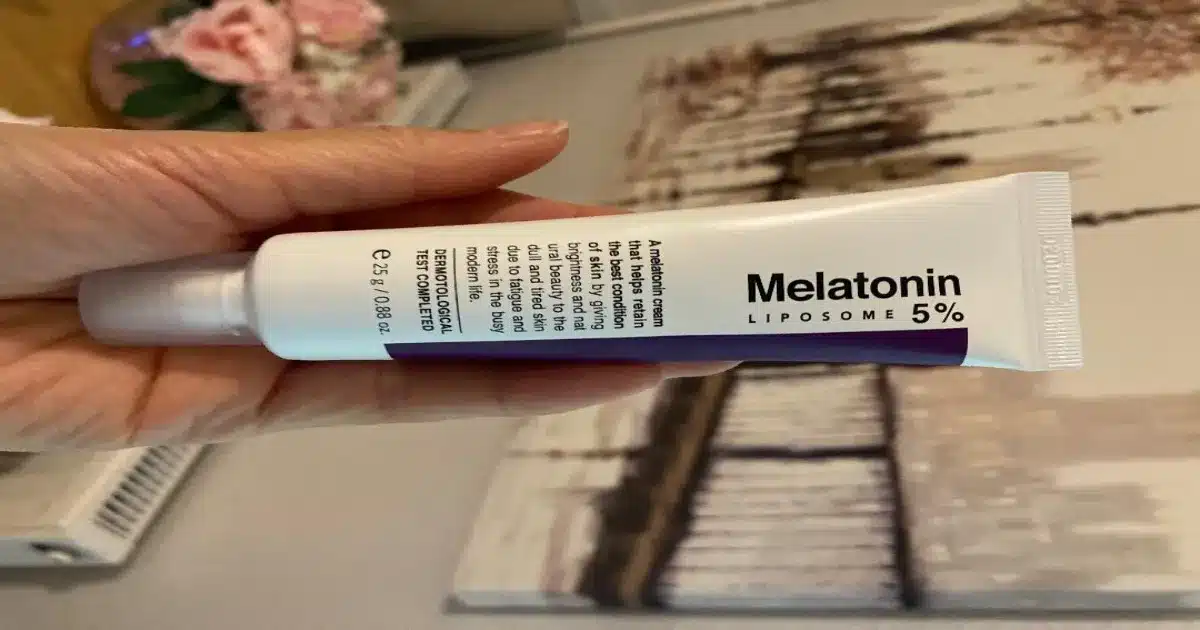 Melatonin
LIPOSOME 5%
A melatonin cream
that helps retain
the best condition
of skin by giving
brightness and nat
ural beauty to the
dull and tired skin
due to fatigue and
stress in the busy
modern life.
DERMOTOLOGICAL
TEST COMPLETED
e 25 g / 0.88 oz.